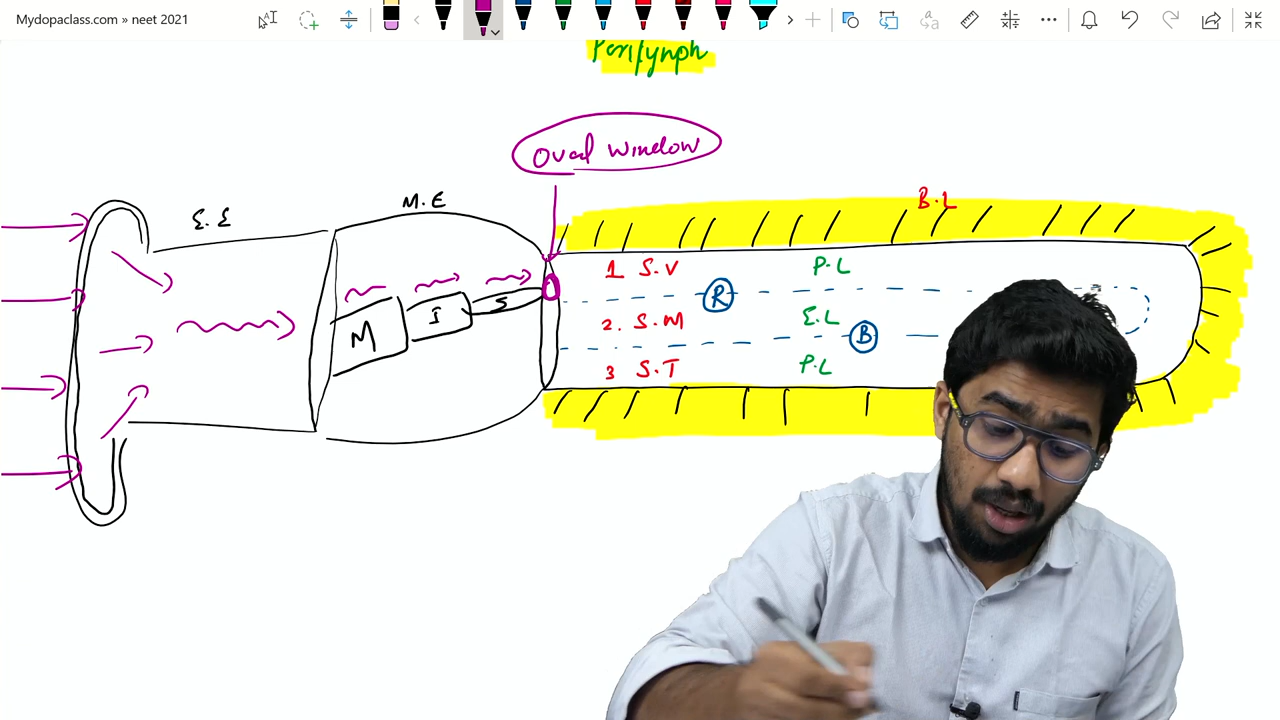 Mydopaclass.com » neet 2021
Perilymph
Oval window
E.E
M.E
B.L
1 S.V
P.L
R
2. S.M
E.L
B
3 S.T
P.L
M
I
S